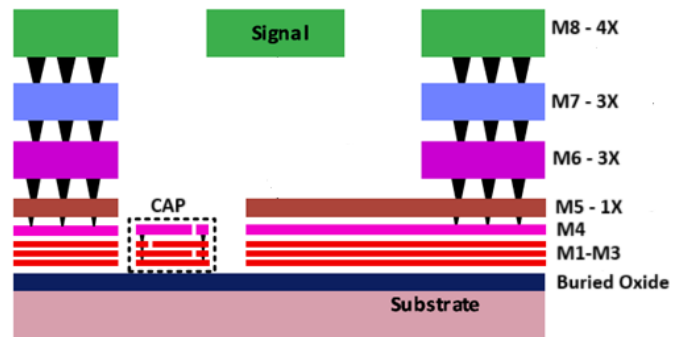 Signal
M8 - 4X
M7 - 3X
M6 - 3X
CAP
M5 - 1X
M4
M1-M3
Buried Oxide
Substrate